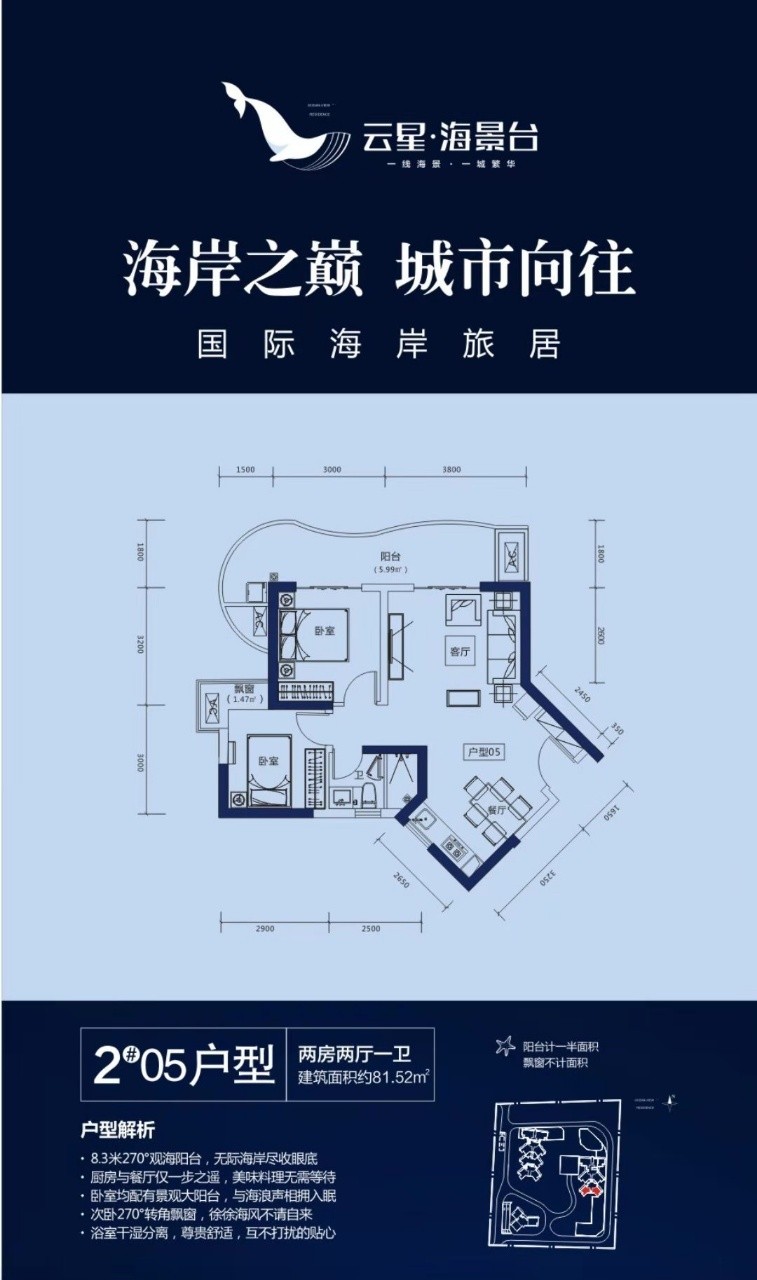 云星·海景台
一线海景·一城繁华
海岸之巅 城市向往
国际海岸旅居
1500 3000 3800
1800
3200
3000
1800
2600
2450
350
1650
3250
2650
2900 2500
阳台
(5.99㎡)
AC
AC
卧室
客厅
飘窗
(1.47㎡)
AC
户型05
卧室
卫
餐厅
2#05户型
两房两厅一卫
建筑面积约81.52m²
阳台计一半面积
飘窗不计面积
户型解析
· 8.3米270°观海阳台，无际海岸尽收眼底
· 厨房与餐厅仅一步之遥，美味料理无需等待
· 卧室均配有景观大阳台，与海浪声相拥入眠
· 次卧270°转角飘窗，徐徐海风不请自来
· 浴室干湿分离，尊贵舒适，互不打扰的贴心